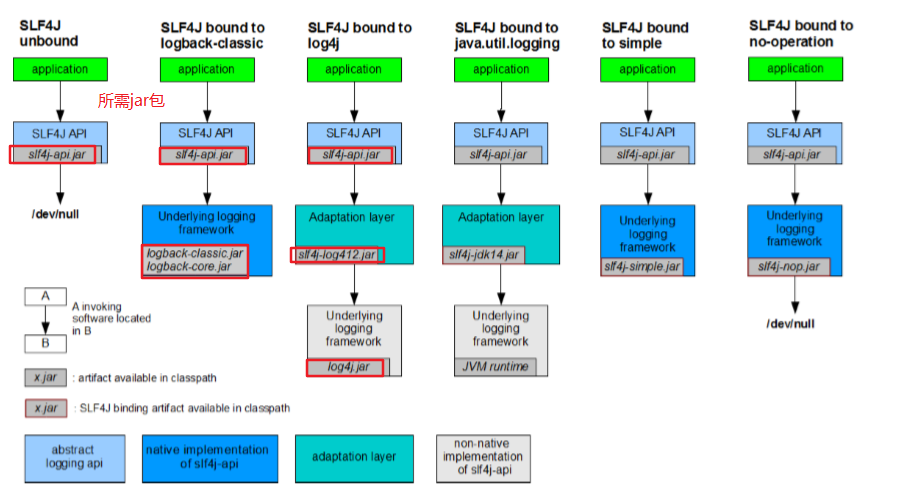 SLF4J
unbound
SLF4J bound to
logback-classic
SLF4J bound to
log4j
SLF4J bound to
java.util.logging
SLF4J bound
to simple
SLF4J bound to
no-operation
application
application
application
application
application
application
所需jar包
SLF4J API
slf4j-api.jar
SLF4J API
slf4j-api.jar
SLF4J API
slf4j-api.jar
SLF4J API
slf4j-api.jar
SLF4J API
slf4j-api.jar
SLF4J API
slf4j-api.jar
/dev/null
Underlying logging
framework
logback-classic.jar
logback-core.jar
Adaptation layer
slf4j-log412.jar
Adaptation layer
slf4j-jdk14.jar
Underlying
logging
framework
slf4j-simple.jar
Underlying
logging
framework
slf4j-nop.jar
Underlying
logging
framework
log4j.jar
Underlying
logging
framework
JVM runtime
/dev/null
A
B
A invoking
software located
in B
x.jar
: artifact available in classpath
x.jar
: SLF4J binding artifact available in classpath
abstract
logging api
native implementation
of slf4j-api
adaptation layer
non-native
implementation
of slf4j-api